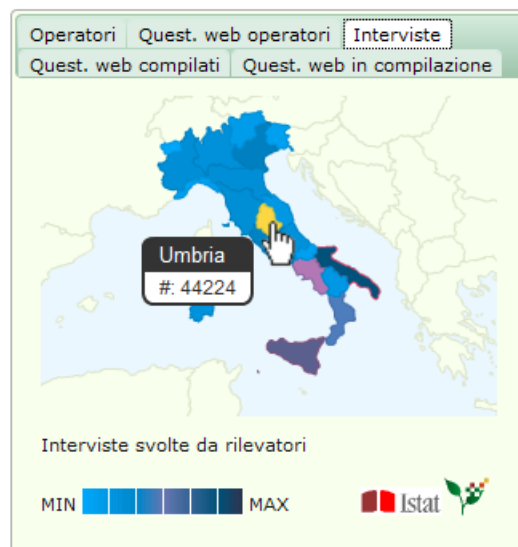 Operatori Quest. web operatori Interviste
Quest. web compilati Quest. web in compilazione
Umbria
#: 44224
Interviste svolte da rilevatori
MIN MAX
Istat